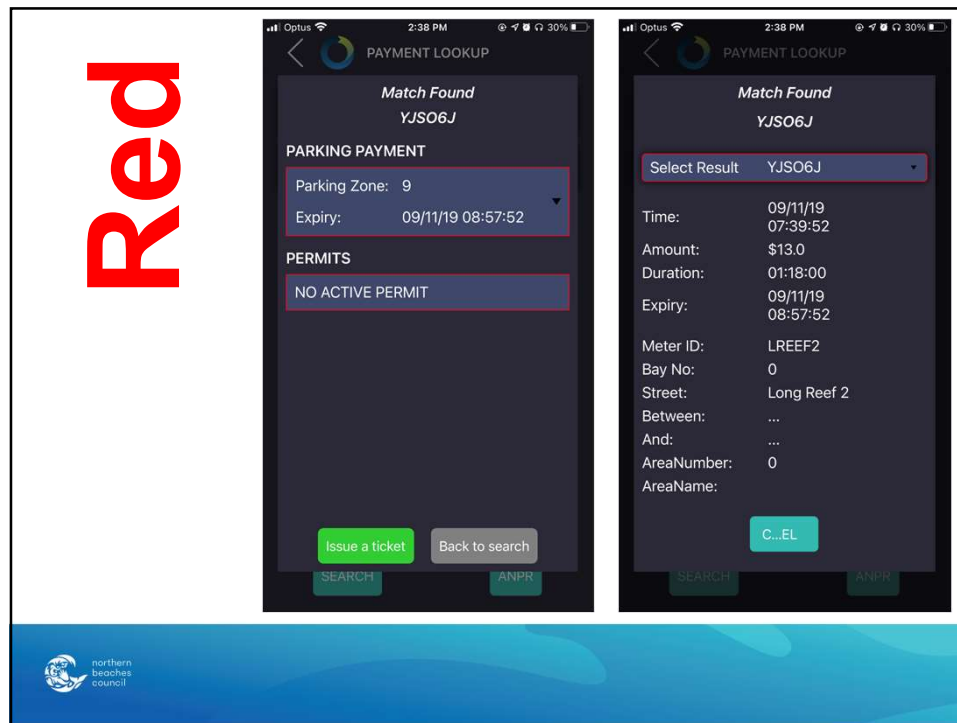 Red
Optus 2:38 PM 30%
PAYMENT LOOKUP
Match Found
YJSO6J
PARKING PAYMENT
Parking Zone: 9
Expiry: 09/11/19 08:57:52
PERMITS
NO ACTIVE PERMIT
Issue a ticket Back to search
SEARCH ANPR
Optus 2:38 PM 30%
PAYMENT LOOKUP
Match Found
YJSO6J
Select Result YJSO6J
Time: 09/11/19
07:39:52
Amount: $13.0
Duration: 01:18:00
Expiry: 09/11/19
08:57:52
Meter ID: LREEF2
Bay No: 0
Street: Long Reef 2
Between: ...
And: ...
AreaNumber: 0
AreaName:
C...EL
SEARCH ANPR
northern
beaches
council